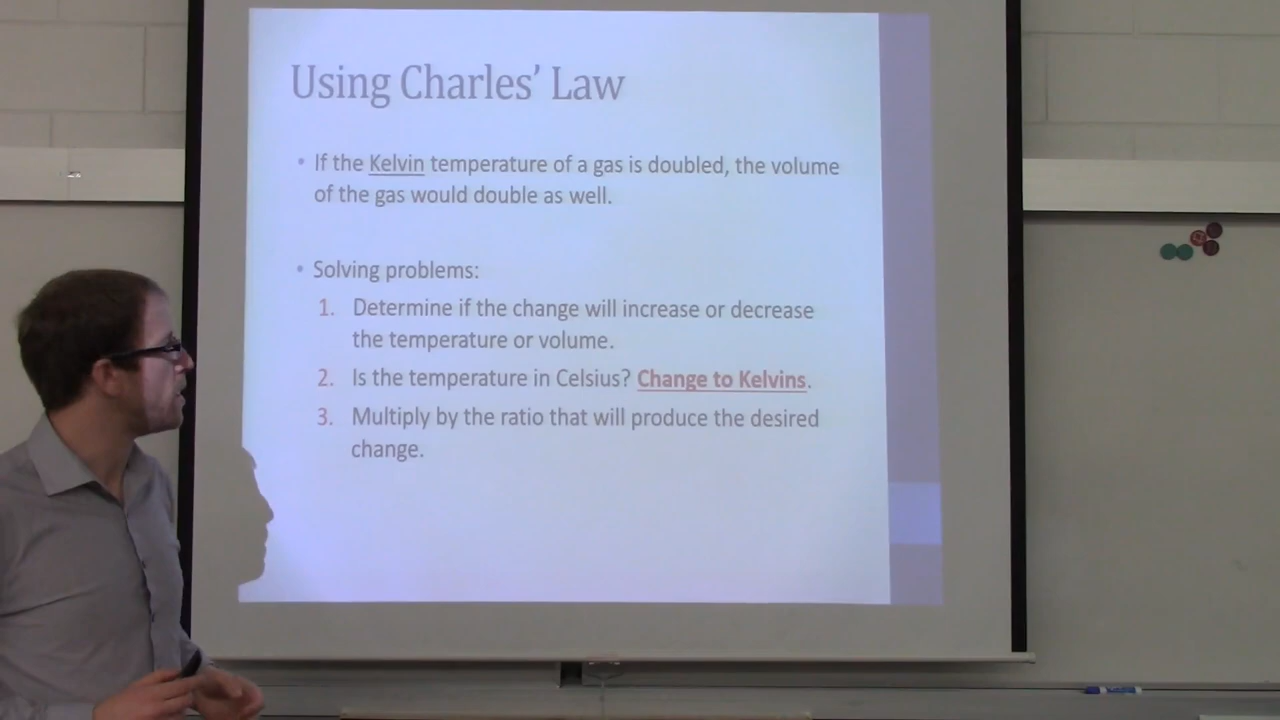 Using Charles’ Law
• If the Kelvin temperature of a gas is doubled, the volume
of the gas would double as well.
• Solving problems:
1. Determine if the change will increase or decrease
the temperature or volume.
2. Is the temperature in Celsius? Change to Kelvins.
3. Multiply by the ratio that will produce the desired
change.